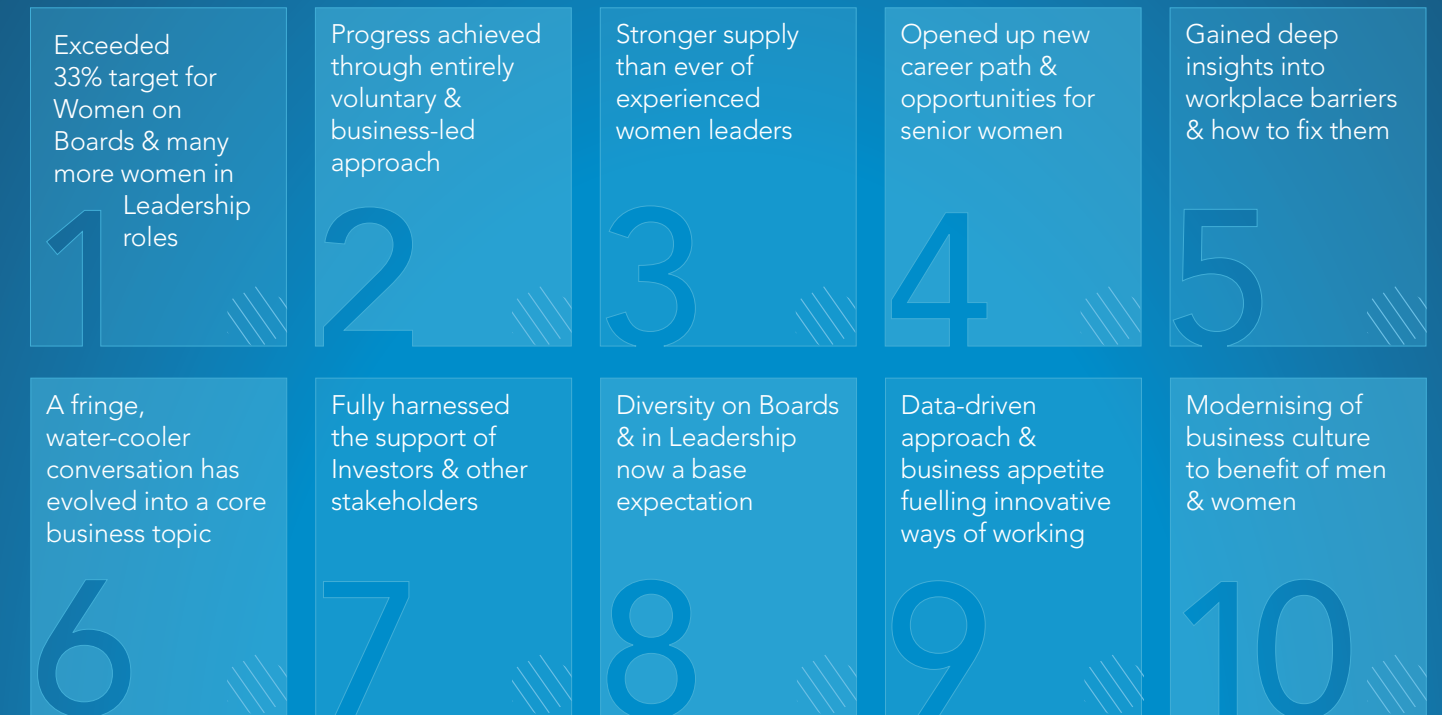 Exceeded
33% target for
Women on
Boards & many
more women in
Leadership
roles
1
Progress achieved
through entirely
voluntary &
business-led
approach
2
Stronger supply
than ever of
experienced
women leaders
3
Opened up new
career path &
opportunities for
senior women
4
Gained deep
insights into
workplace barriers
& how to fix them
5
A fringe,
water-cooler
conversation has
evolved into a core
business topic
6
Fully harnessed
the support of
Investors & other
stakeholders
7
Diversity on Boards
& in Leadership
now a base
expectation
8
Data-driven
approach &
business appetite
fuelling innovative
ways of working
9
Modernising of
business culture
to benefit of men
& women
10